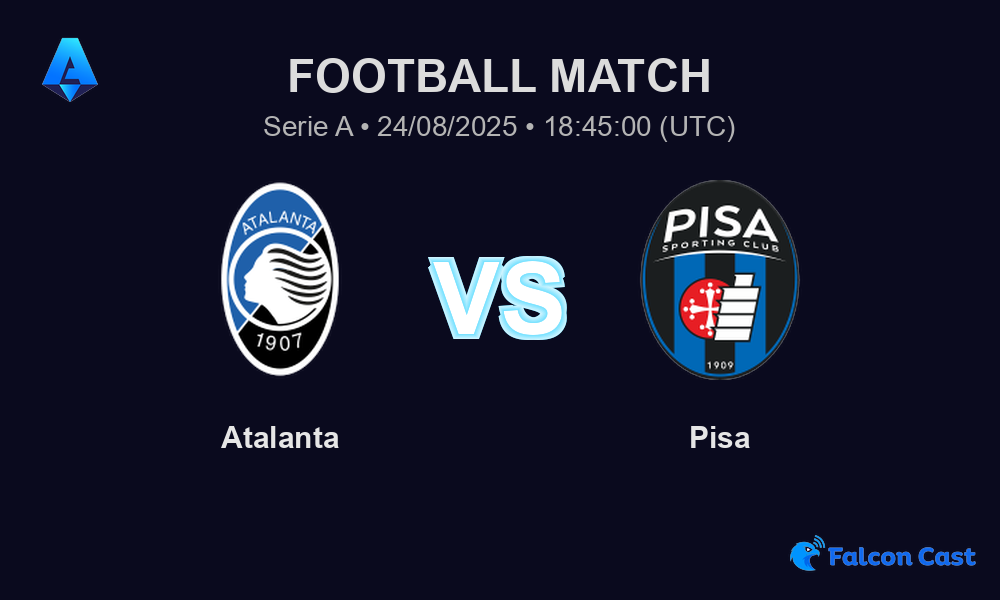 FOOTBALL MATCH
Serie A • 24/08/2025 • 18:45:00 (UTC)
ATALANTA
1907
VS
PISA
SPORTING CLUB
1909
Atalanta
Pisa
Falcon Cast